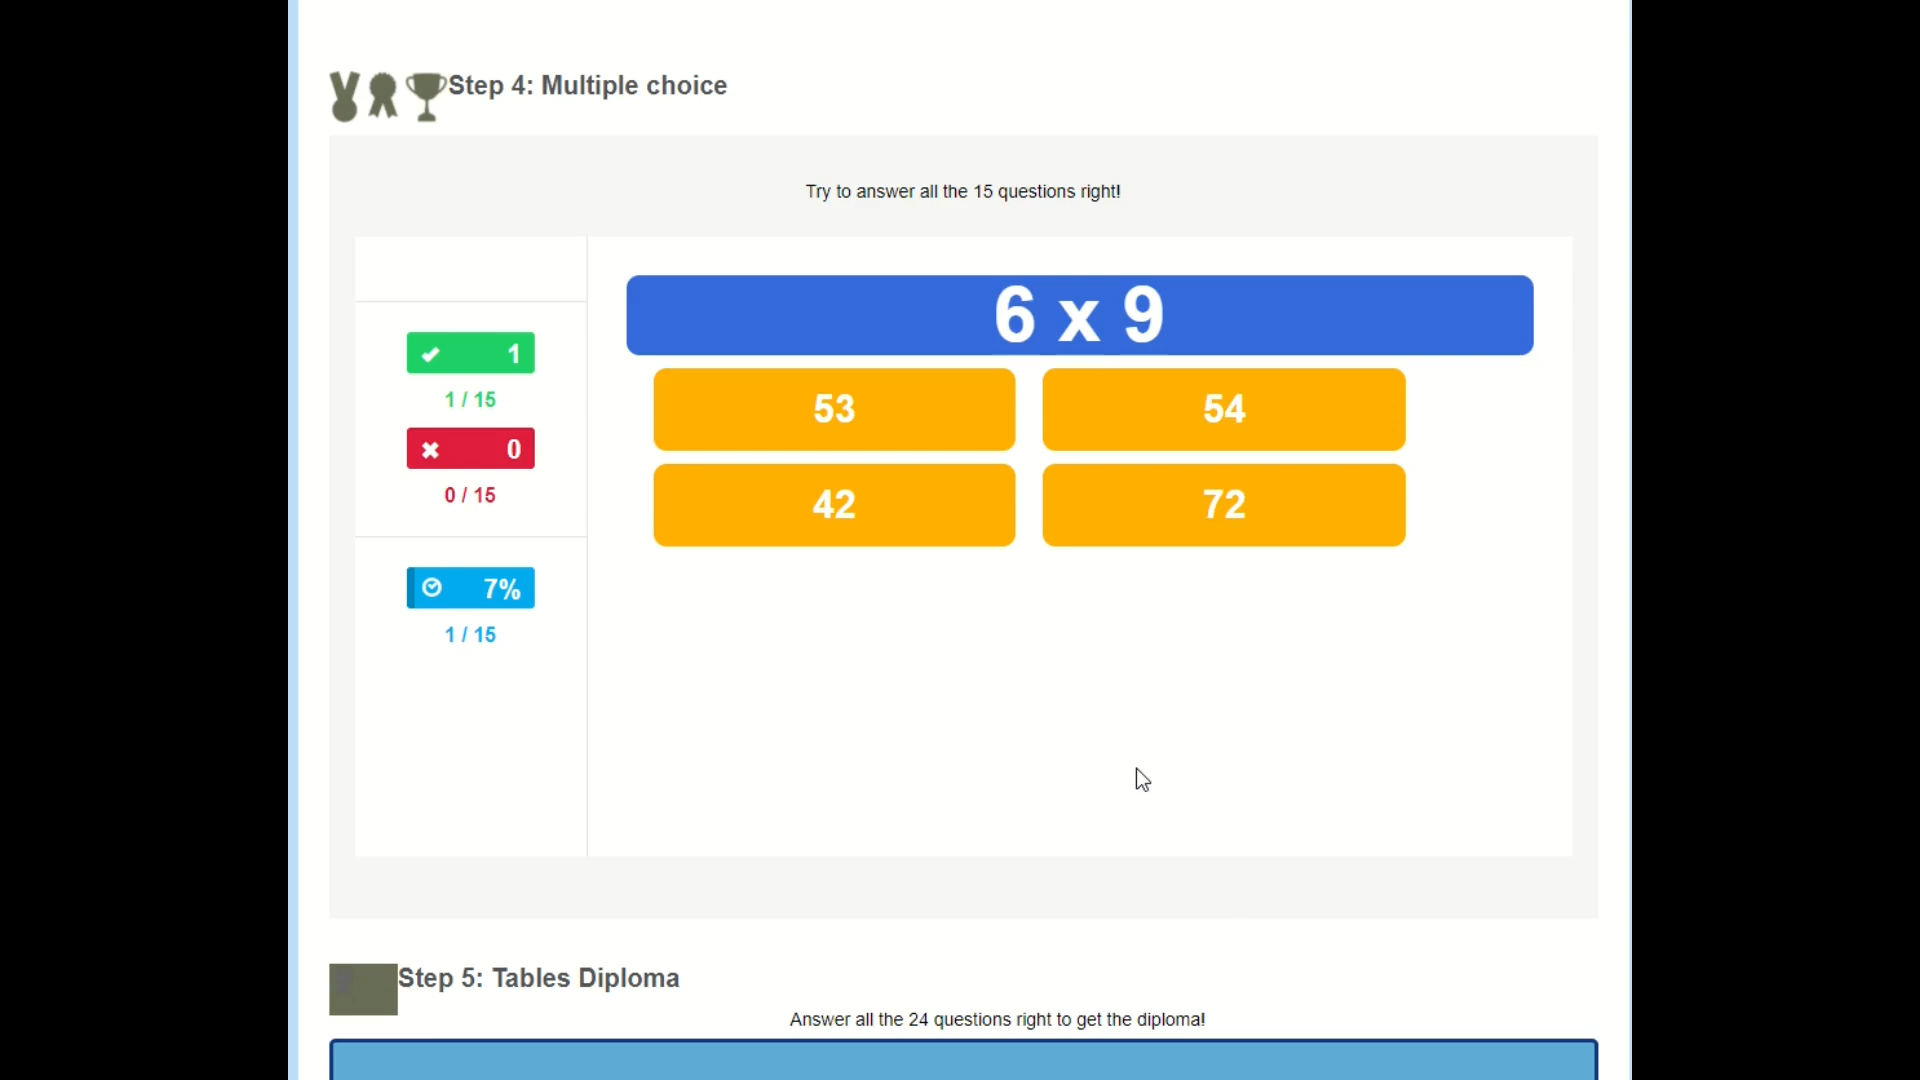 Step 4: Multiple choice
Try to answer all the 15 questions right!
6 x 9
1
1 / 15
0
0 / 15
7%
1 / 15
53
54
42
72
Step 5: Tables Diploma
Answer all the 24 questions right to get the diploma!